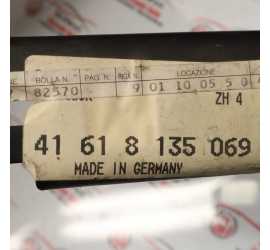 BOLLA N. PAG. N. RIGA N. LOCAZIONE
82570 9 01 10 05 5 0 4
ZH 4
41 61 8 135 069
MADE IN GERMANY